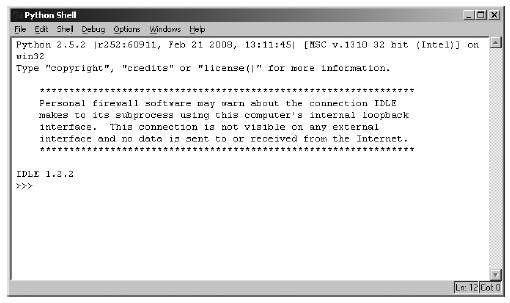 Python Shell
File Edit Shell Debug Options Windows Help
Python 2.5.2 |r252:60911, Feb 21 2008, 13:11:45| [MSC v.1310 32 bit (Intel)] on
win32
Type "copyright", "credits" or "license(|" for more information.
****************************************************************
Personal firewall software may warn about the connection IDLE
makes to its subprocess using this computer's internal loopback
interface. This connection is not visible on any external
interface and no data is sent to or received from the Internet.
****************************************************************
IDLE 1.2.2
>>>
Ln: 12 Col: 0